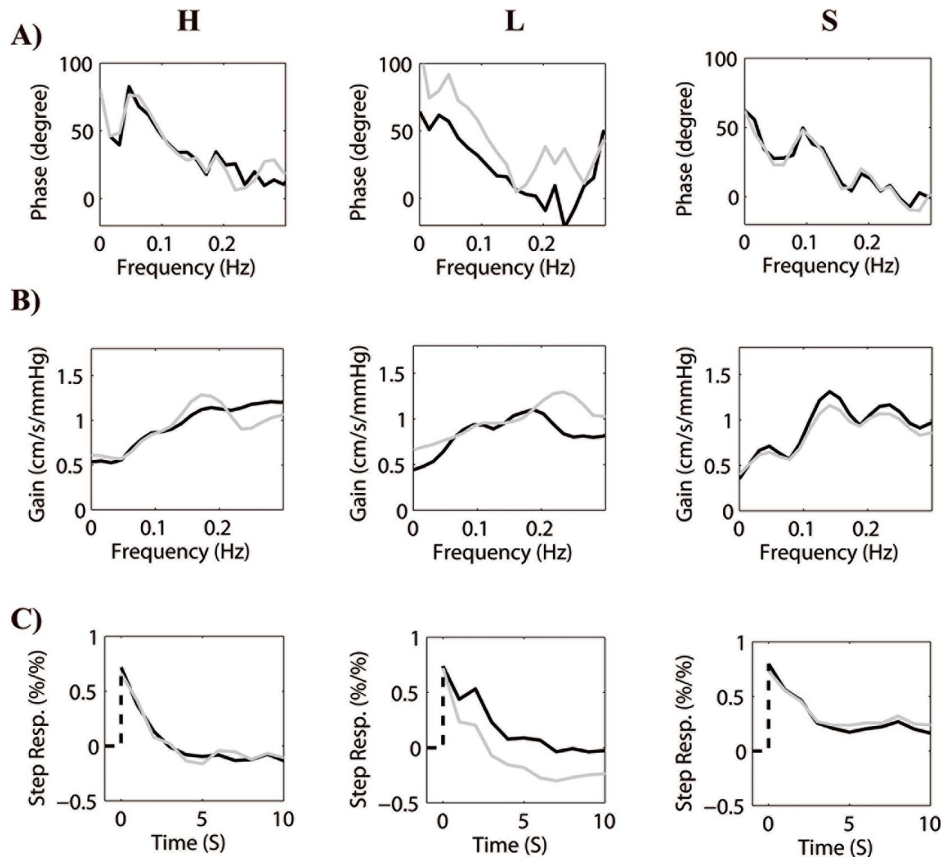 H L S
A)
100 100 100
50 50 50
0 0 0
Phase (degree) Phase (degree) Phase (degree)
0 0.1 0.2 0 0.1 0.2 0 0.1 0.2
Frequency (Hz) Frequency (Hz) Frequency (Hz)
B)
1.5 1.5 1.5
1 1 1
0.5 0.5 0.5
0 0 0
Gain (cm/s/mmHg) Gain (cm/s/mmHg) Gain (cm/s/mmHg)
0 0.1 0.2 0 0.1 0.2 0 0.1 0.2
Frequency (Hz) Frequency (Hz) Frequency (Hz)
C)
1 1 1
0.5 0.5 0.5
0 0 0
−0.5 −0.5 −0.5
Step Resp. (%/%) Step Resp. (%/%) Step Resp. (%/%)
0 5 10 0 5 10 0 5 10
Time (S) Time (S) Time (S)